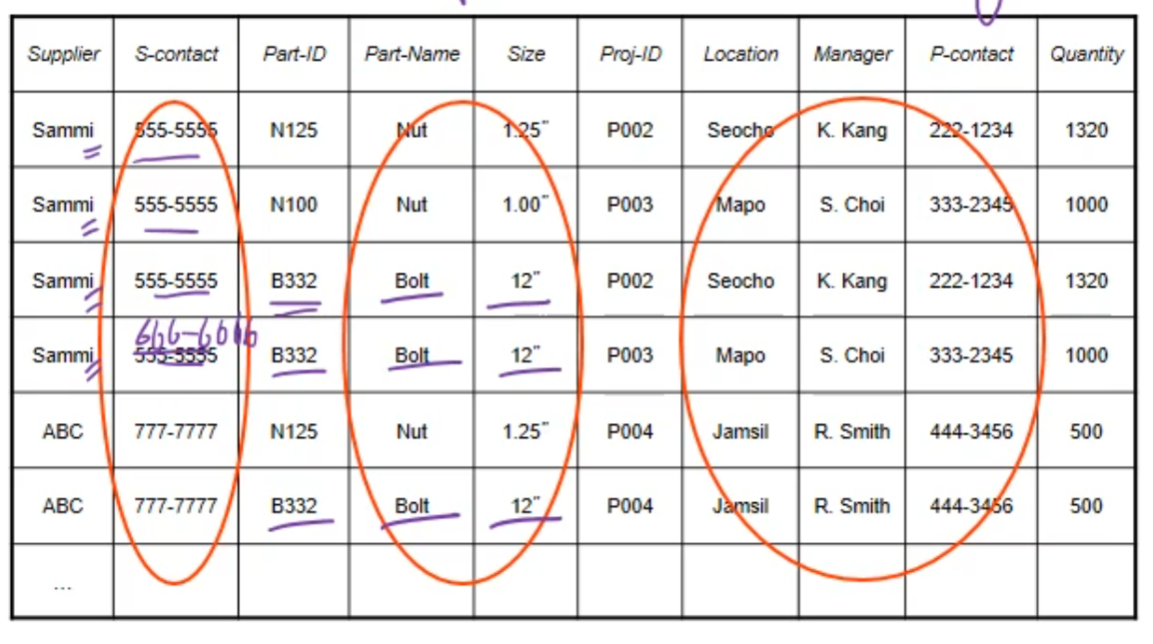 Supplier S-contact Part-ID Part-Name Size Proj-ID Location Manager P-contact Quantity
Sammi 555-5555 N125 Nut 1.25" P002 Seocho K. Kang 222-1234 1320
Sammi 555-5555 N100 Nut 1.00" P003 Mapo S. Choi 333-2345 1000
Sammi 555-5555 B332 Bolt 12" P002 Seocho K. Kang 222-1234 1320
666-6666
Sammi 555-5555 B332 Bolt 12" P003 Mapo S. Choi 333-2345 1000
ABC 777-7777 N125 Nut 1.25" P004 Jamsil R. Smith 444-3456 500
ABC 777-7777 B332 Bolt 12" P004 Jamsil R. Smith 444-3456 500
...